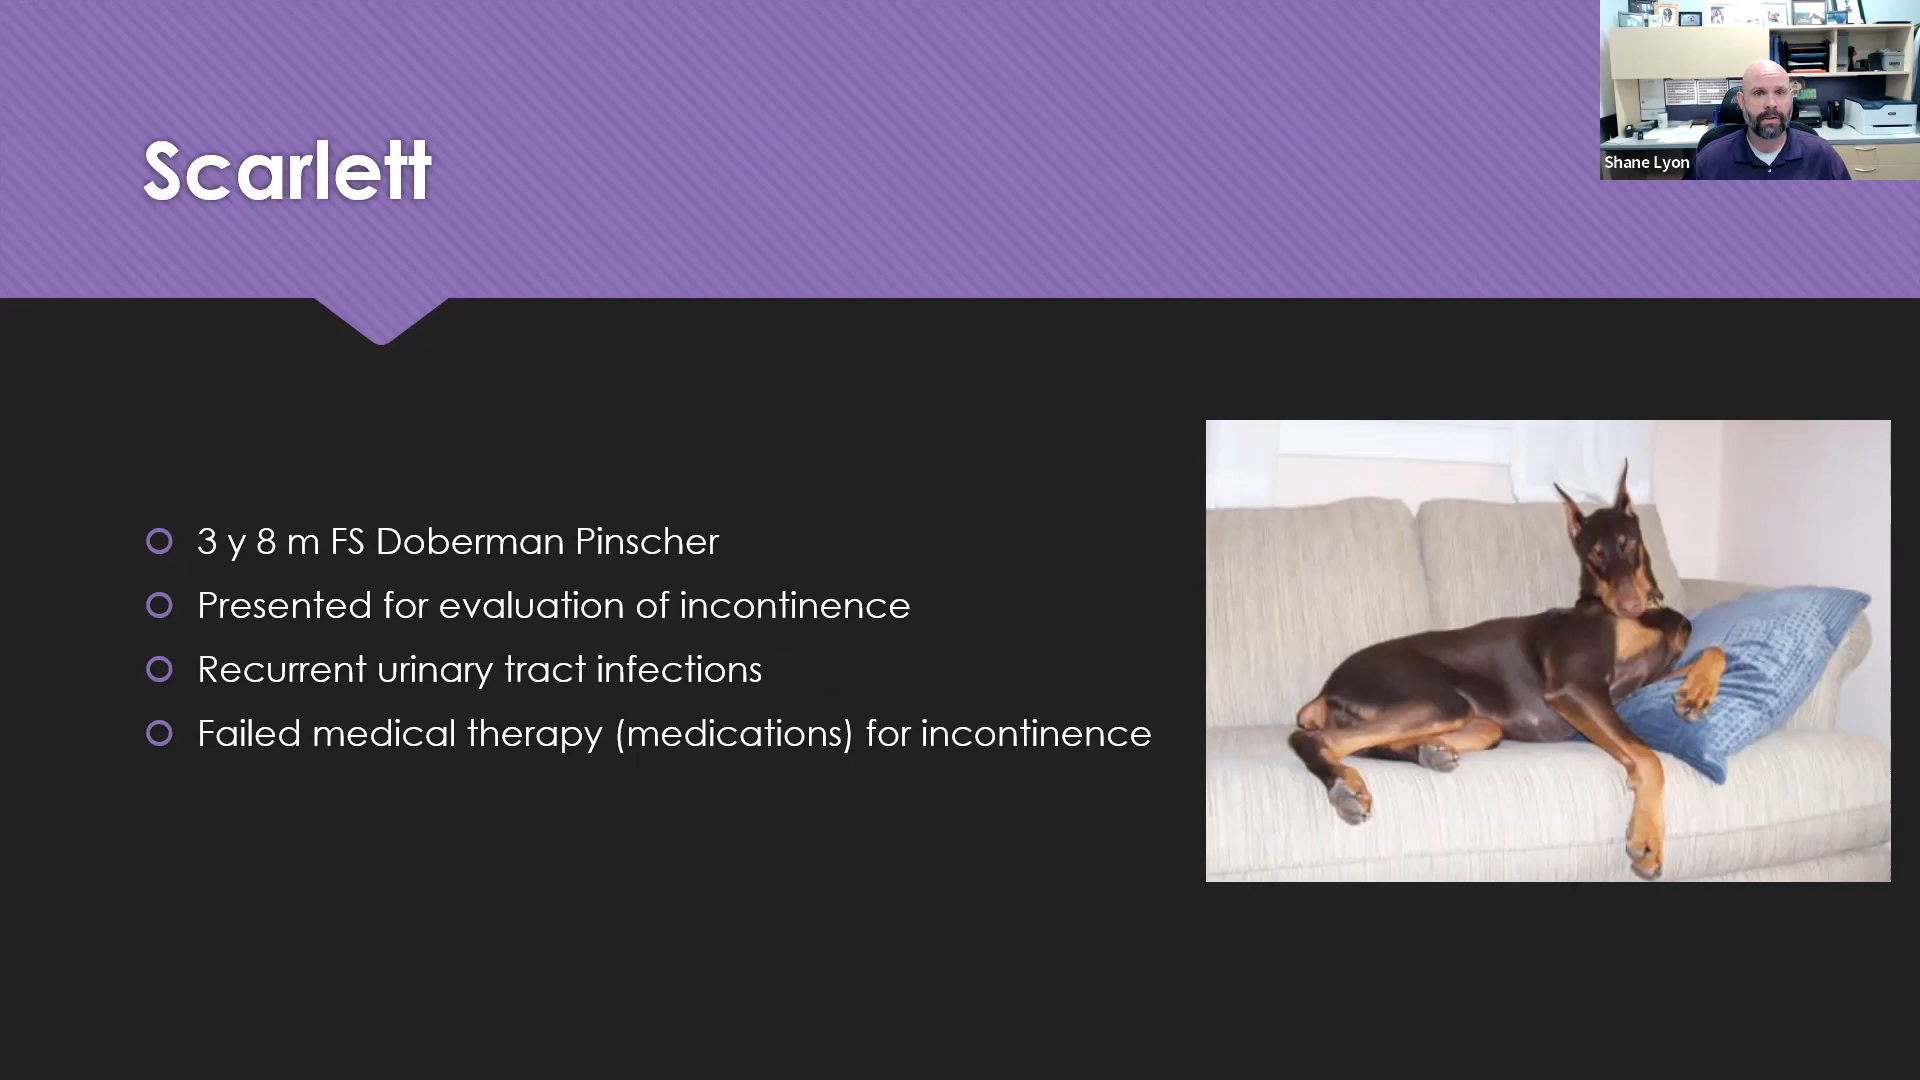 Scarlett
Shane Lyon
3 y 8 m FS Doberman Pinscher
Presented for evaluation of incontinence
Recurrent urinary tract infections
Failed medical therapy (medications) for incontinence